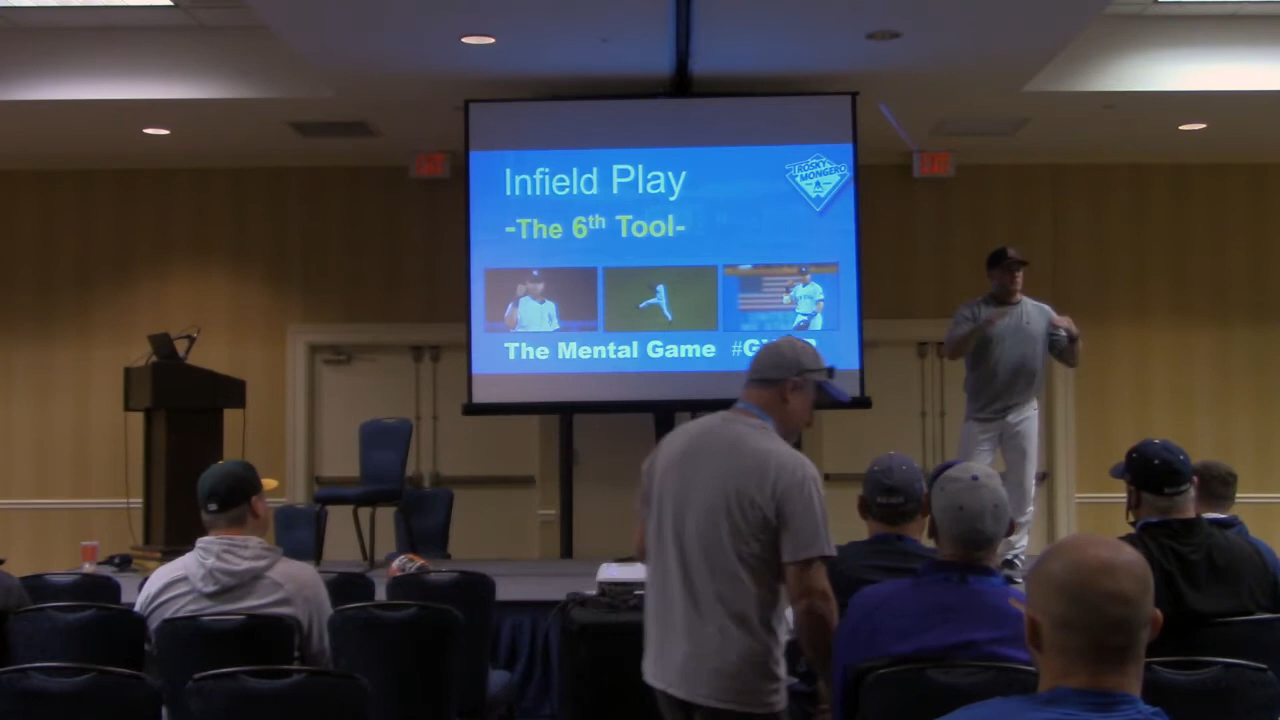 Infield Play
TROSKY
MONGERO
-The 6th Tool-
The Mental Game
EXIT
EXIT